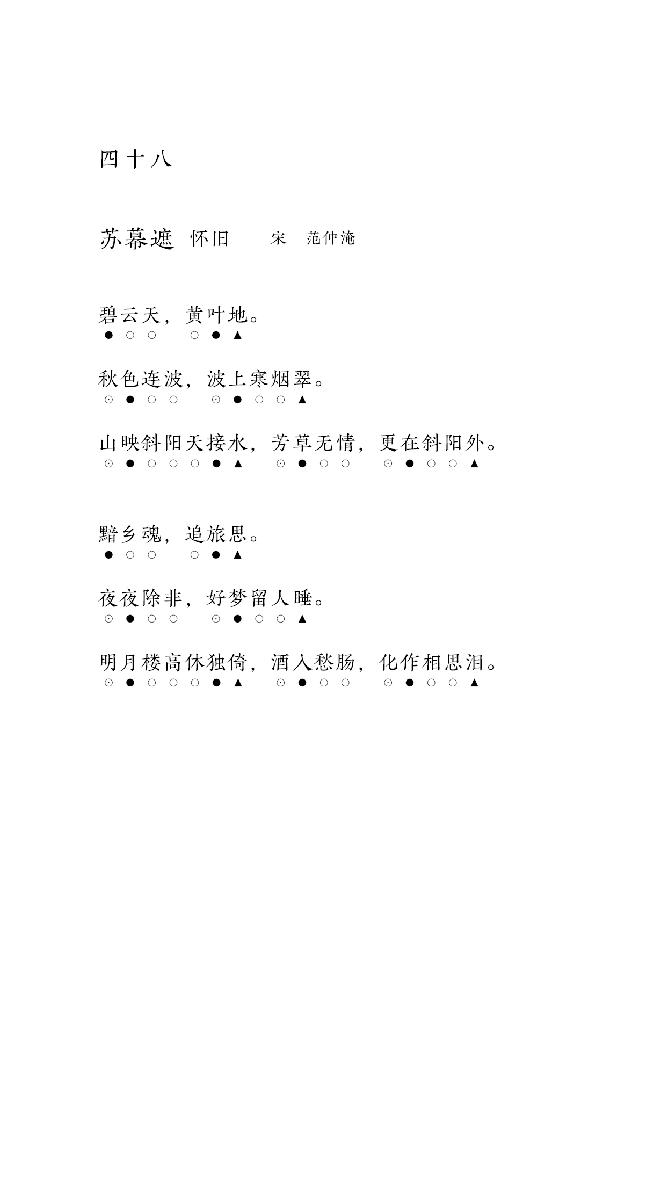 四十八
苏幕遮 怀旧 宋 范仲淹
碧云天，黄叶地。
●○○ ○●▲
秋色连波，波上寒烟翠。
⊙●○○ ⊙●○○▲
山映斜阳天接水，芳草无情，更在斜阳外。
⊙●○○○●▲ ⊙●○○ ⊙●○○▲
黯乡魂，追旅思。
●○○ ○●▲
夜夜除非，好梦留人睡。
⊙●○○ ⊙●○○▲
明月楼高休独倚，酒入愁肠，化作相思泪。
⊙●○○○●▲ ⊙●○○ ⊙●○○▲